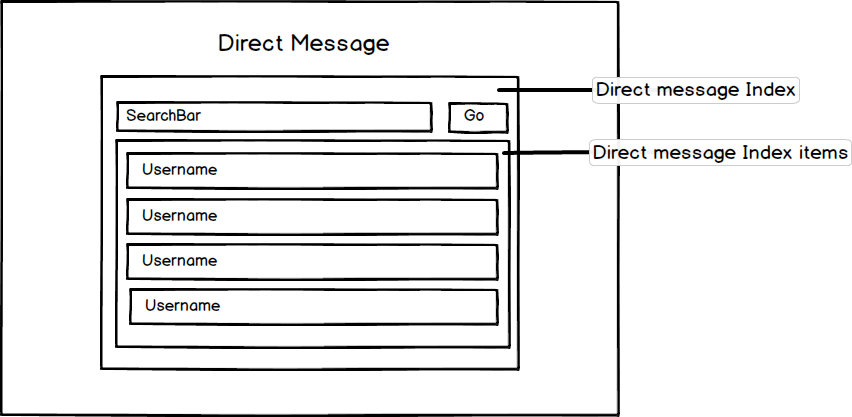 Direct Message
Direct message Index
SearchBar
Go
Direct message Index items
Username
Username
Username
Username